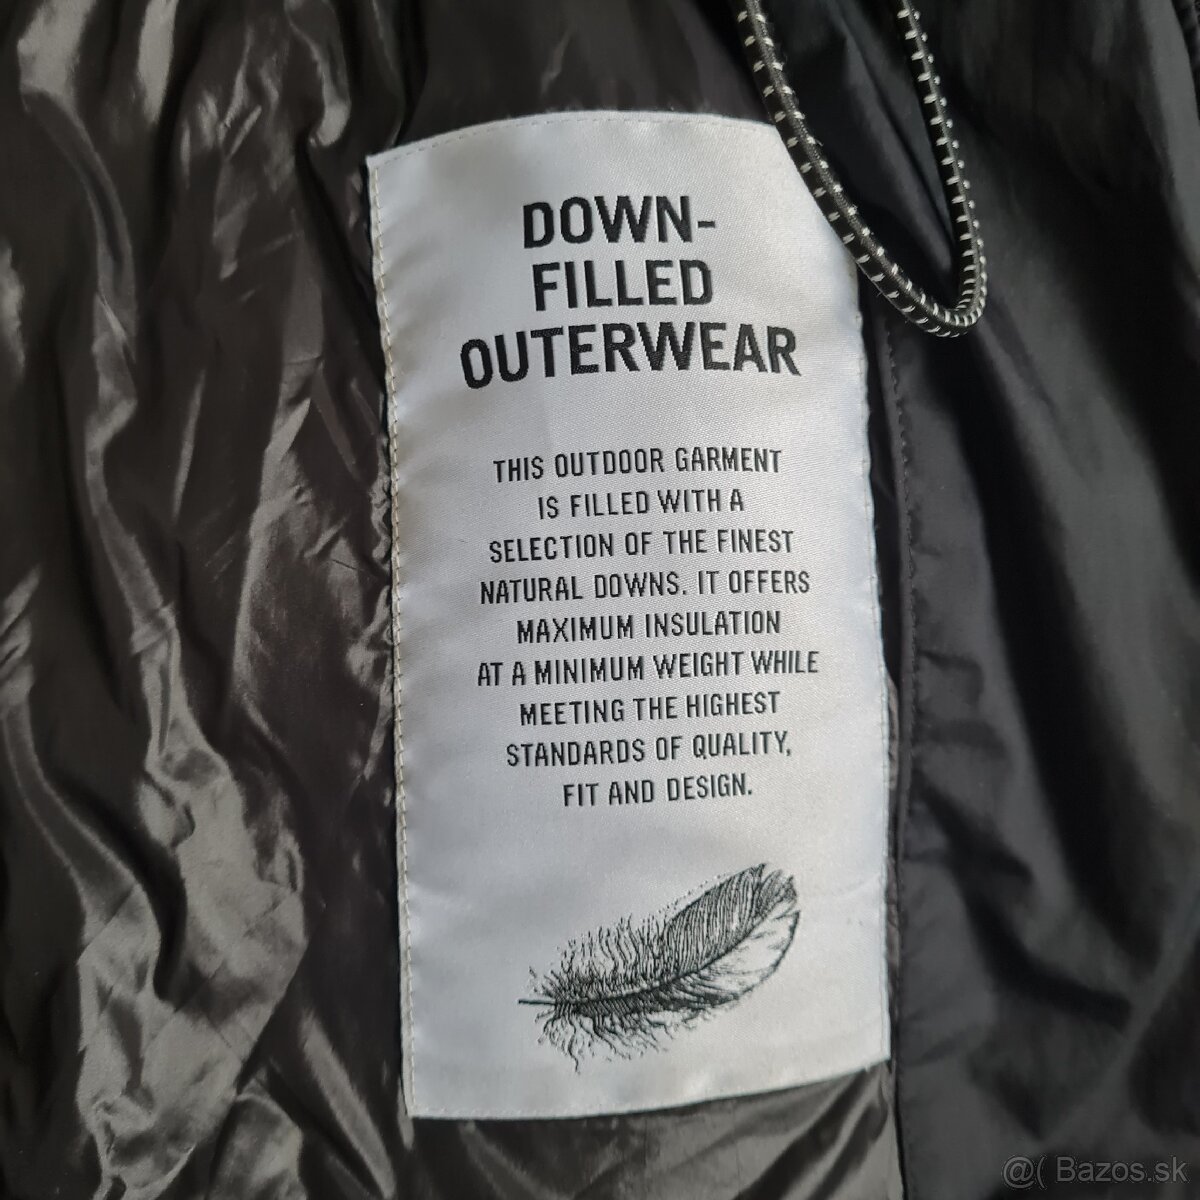 DOWN-
FILLED
OUTERWEAR
THIS OUTDOOR GARMENT
IS FILLED WITH A
SELECTION OF THE FINEST
NATURAL DOWNS. IT OFFERS
MAXIMUM INSULATION
AT A MINIMUM WEIGHT WHILE
MEETING THE HIGHEST
STANDARDS OF QUALITY,
FIT AND DESIGN.
@( Bazos.sk